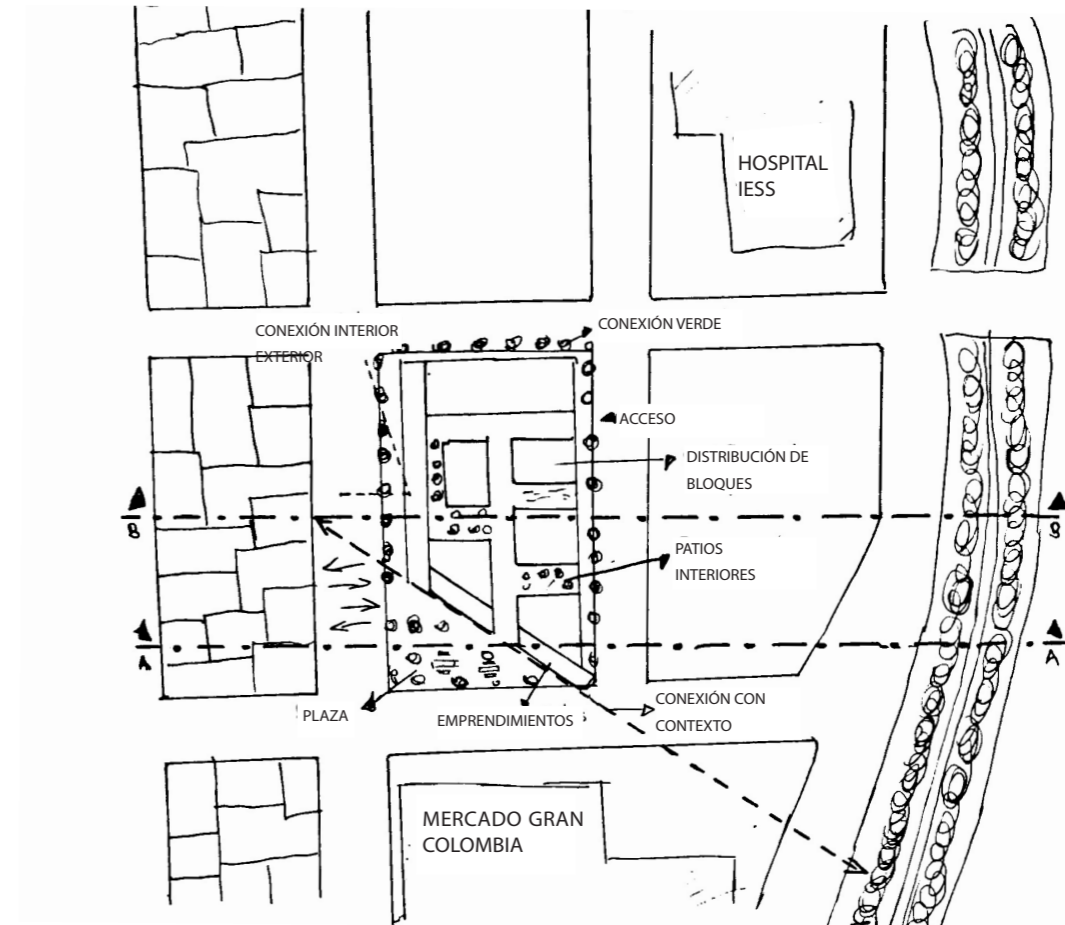 HOSPITAL
IESS
CONEXIÓN INTERIOR
EXTERIOR
CONEXIÓN VERDE
ACCESO
DISTRIBUCIÓN DE
BLOQUES
B
B
PATIOS
INTERIORES
A
A
PLAZA
EMPRENDIMIENTOS
CONEXIÓN CON
CONTEXTO
MERCADO GRAN
COLOMBIA